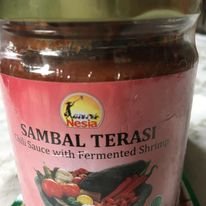 Nesia
SAMBAL TERASI
Chili Sauce with Fermented Shrimp